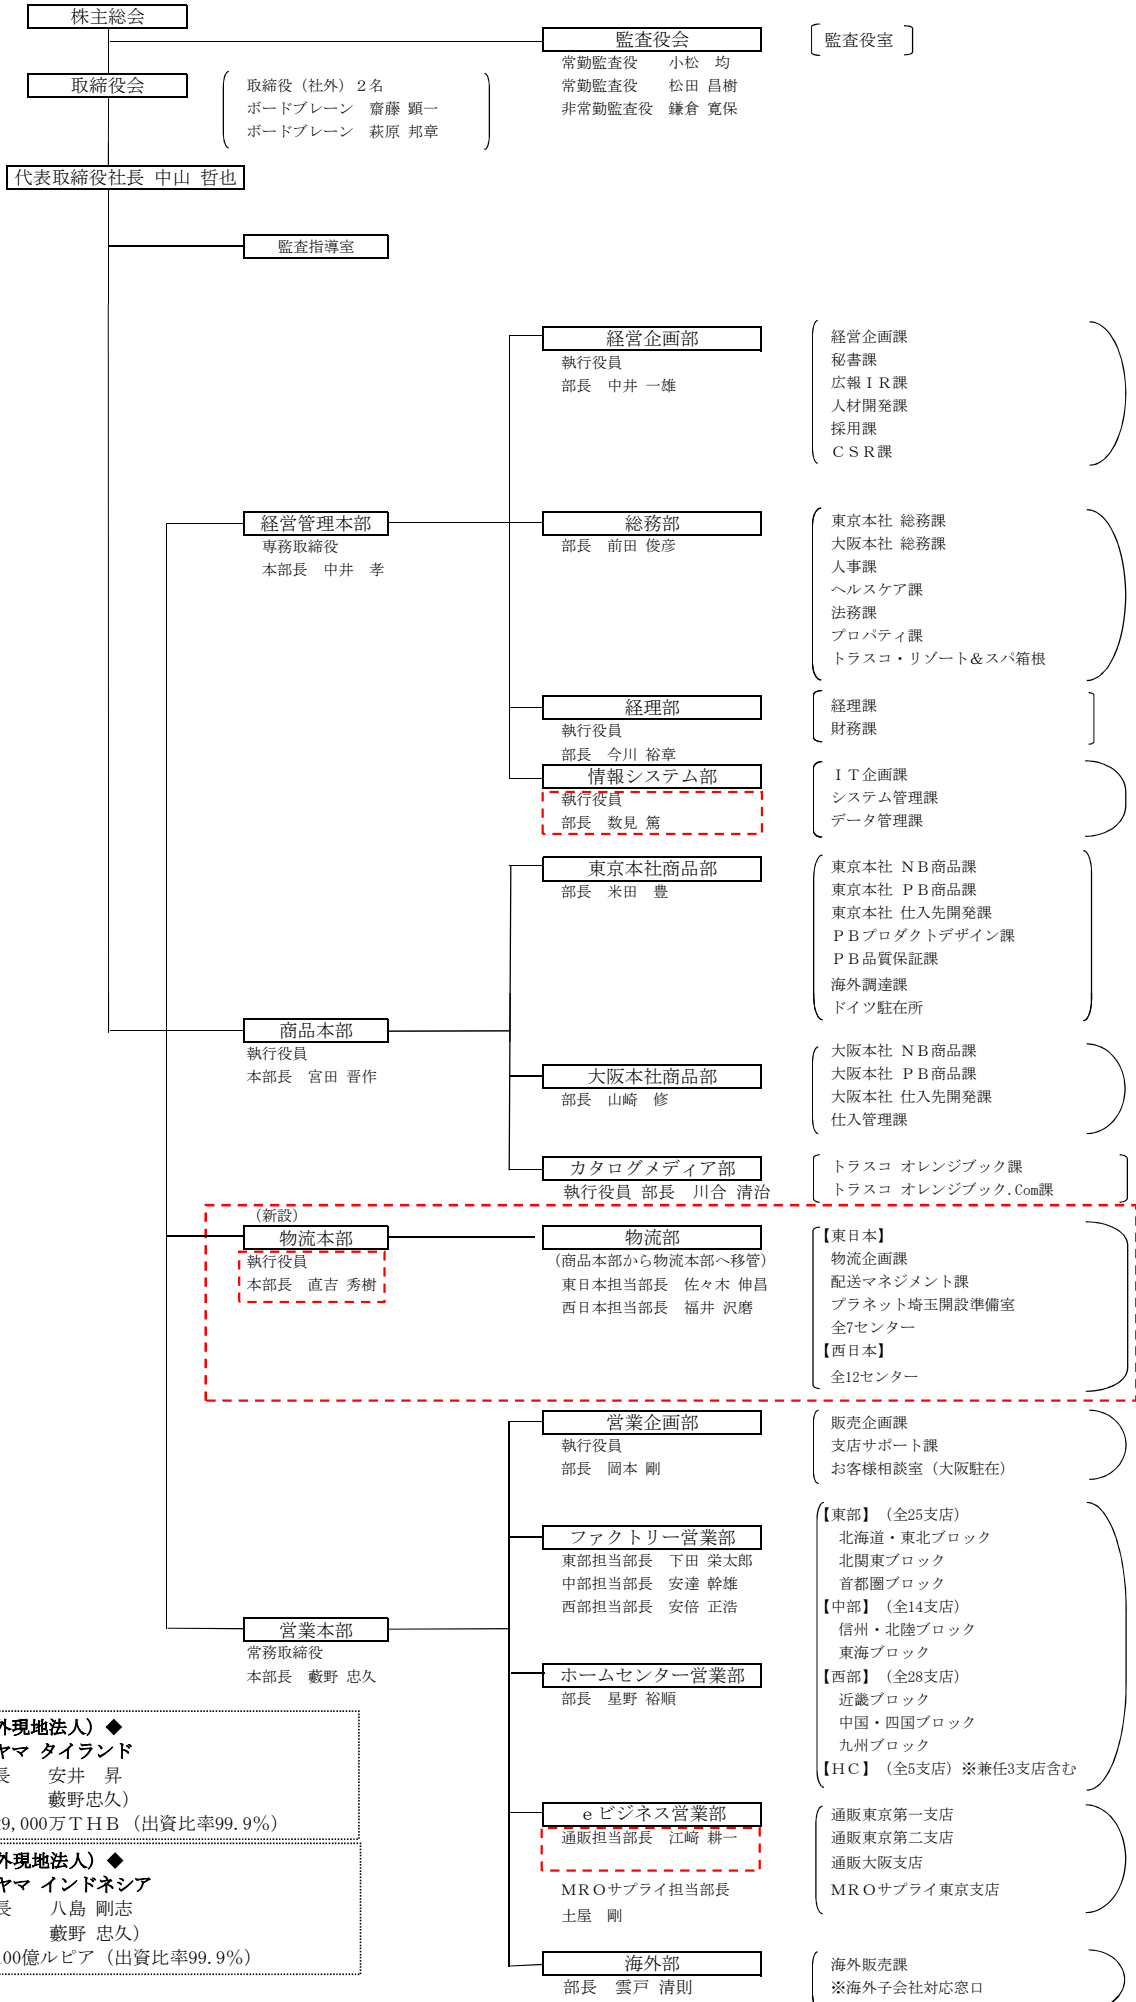 株主総会
監査役会
監査役室
常勤監査役　小松　均
常勤監査役　松田 昌樹
非常勤監査役　鎌倉 寛保
取締役会
取締役（社外）２名
ボードブレーン　齋藤 顕一
ボードブレーン　萩原 邦章
代表取締役社長 中山 哲也
監査指導室
経営企画部
執行役員
部長　中井 一雄
経営企画課
秘書課
広報ＩＲ課
人材開発課
採用課
ＣＳＲ課
経営管理本部
専務取締役
本部長　中井　孝
総務部
部長　前田 俊彦
東京本社 総務課
大阪本社 総務課
人事課
ヘルスケア課
法務課
プロパティ課
トラスコ・リゾート＆スパ箱根
経理部
執行役員
部長　今川 裕章
経理課
財務課
情報システム部
執行役員
部長　数見 篤
ＩＴ企画課
システム管理課
データ管理課
東京本社商品部
部長　米田　豊
東京本社 ＮＢ商品課
東京本社 ＰＢ商品課
東京本社 仕入先開発課
ＰＢプロダクトデザイン課
ＰＢ品質保証課
海外調達課
ドイツ駐在所
商品本部
執行役員
本部長　宮田 晋作
大阪本社商品部
部長　山崎　修
大阪本社 ＮＢ商品課
大阪本社 ＰＢ商品課
大阪本社 仕入先開発課
仕入管理課
カタログメディア部
執行役員 部長　川合 清治
トラスコ オレンジブック課
トラスコ オレンジブック.Com課
（新設）
物流本部
執行役員
本部長　直吉 秀樹
物流部
（商品本部から物流本部へ移管）
東日本担当部長　佐々木 伸昌
西日本担当部長　福井 沢磨
【東日本】
物流企画課
配送マネジメント課
プラネット埼玉開設準備室
全7センター
【西日本】
全12センター
営業企画部
執行役員
部長　岡本 剛
販売企画課
支店サポート課
お客様相談室（大阪駐在）
ファクトリー営業部
東部担当部長　下田 栄太郎
中部担当部長　安達 幹雄
西部担当部長　安倍 正浩
【東部】（全25支店）
北海道・東北ブロック
北関東ブロック
首都圏ブロック
【中部】（全14支店）
信州・北陸ブロック
東海ブロック
【西部】（全28支店）
近畿ブロック
中国・四国ブロック
九州ブロック
【ＨＣ】（全5支店）※兼任3支店含む
営業本部
常務取締役
本部長　藪野 忠久
ホームセンター営業部
部長　星野 裕順
ｅビジネス営業部
通販担当部長　江﨑 耕一
ＭＲＯサプライ担当部長
土屋　剛
通販東京第一支店
通販東京第二支店
通販大阪支店
ＭＲＯサプライ東京支店
海外部
部長　雲戸 清則
海外販売課
※海外子会社対応窓口
外現地法人）◆
ヤマ タイランド
長　安井　昇
藪野忠久）
9,000万ＴＨＢ（出資比率99.9％）
外現地法人）◆
ヤマ インドネシア
長　八島 剛志
藪野 忠久）
00億ルピア（出資比率99.9％）